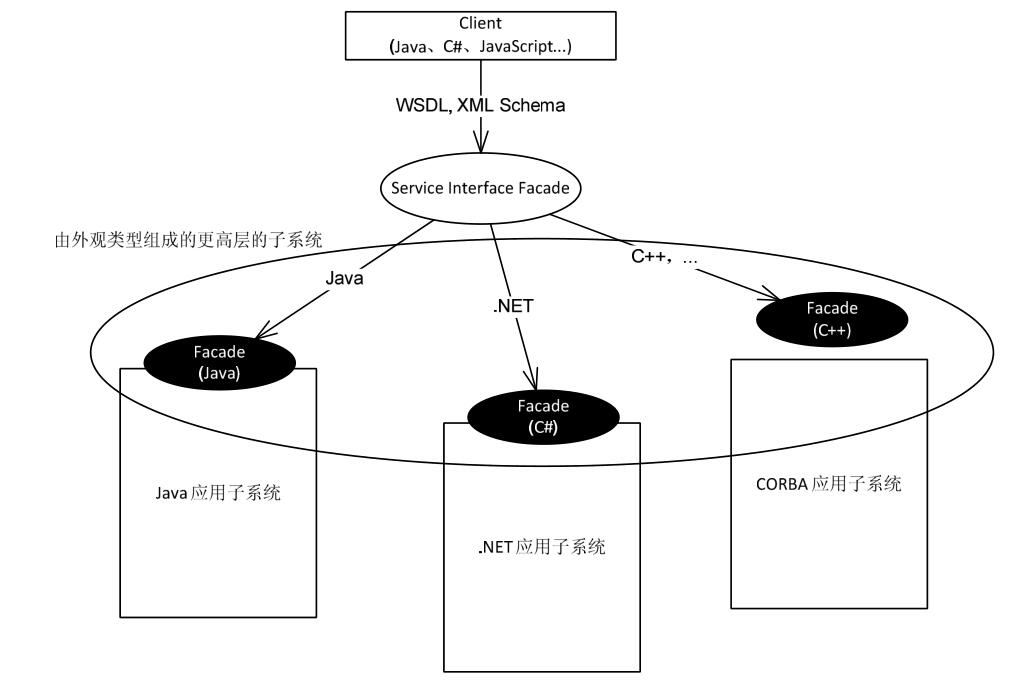 Client
(Java、C#、JavaScript...)
WSDL, XML Schema
Service Interface Facade
由外观类型组成的更高层的子系统
C++，...
Java
.NET
Facade
(C++)
Facade
(Java)
Facade
(C#)
Java 应用子系统
CORBA 应用子系统
.NET 应用子系统